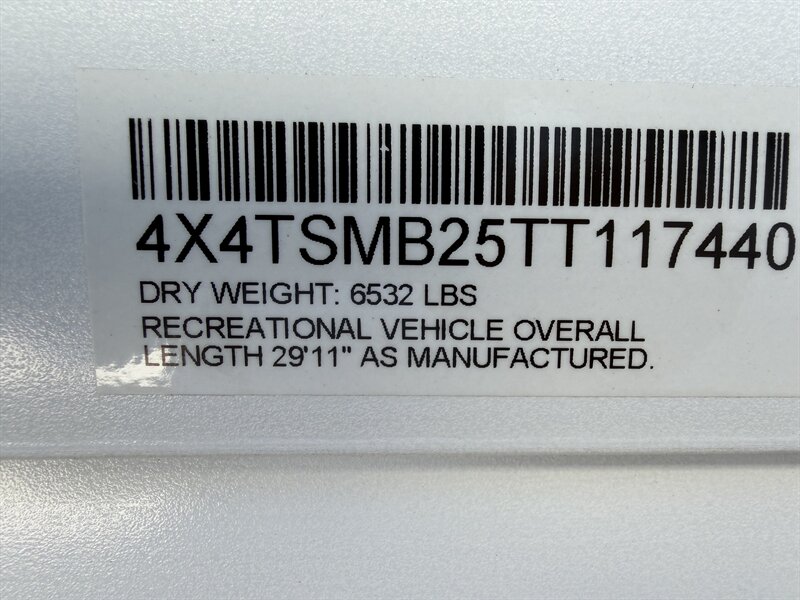 4X4TSMB25TT117440
DRY WEIGHT: 6532 LBS
RECREATIONAL VEHICLE OVERALL
LENGTH 29'11" AS MANUFACTURED.